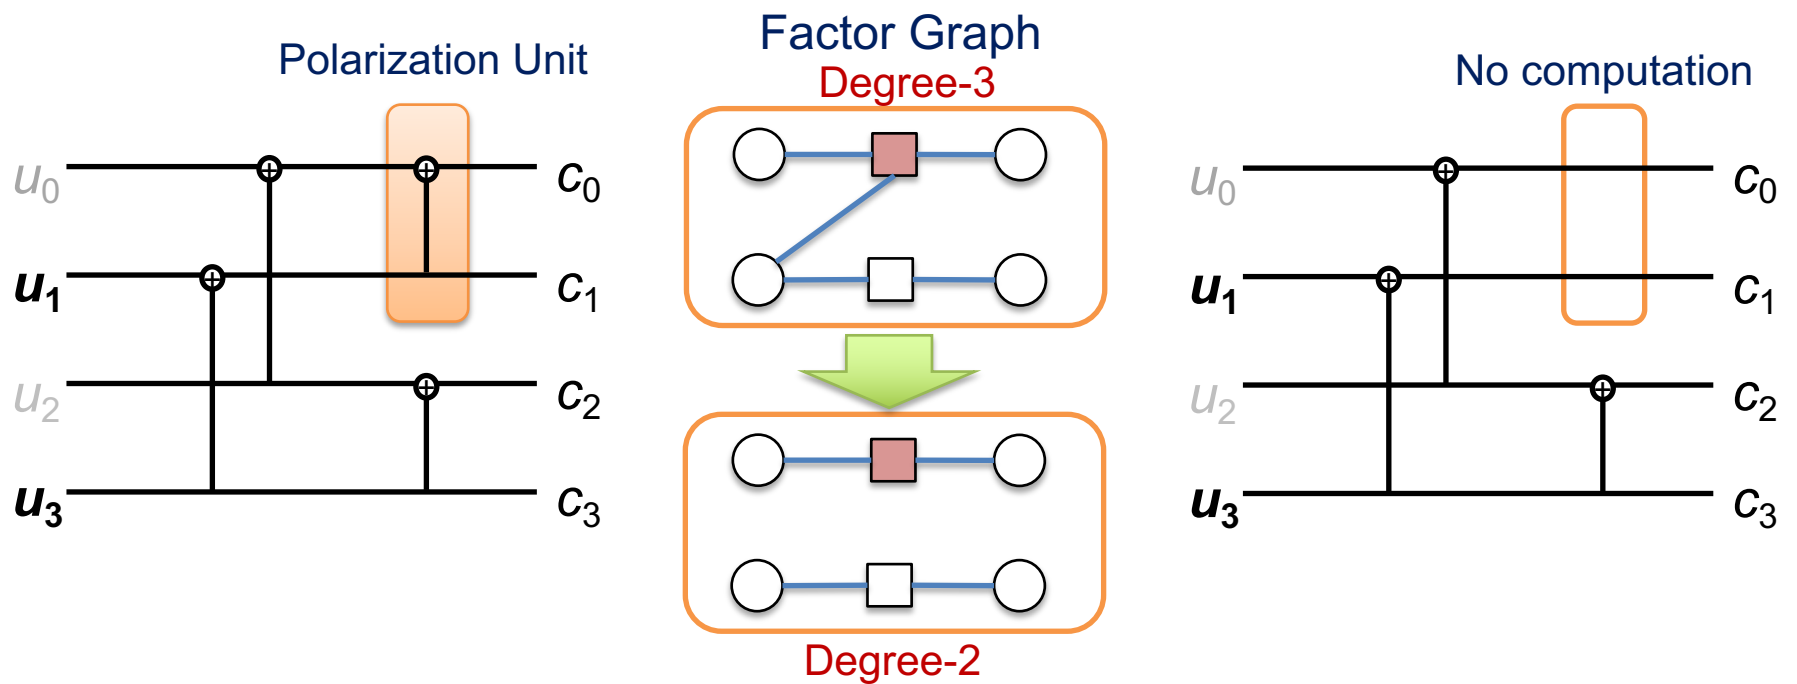 Factor Graph
Polarization Unit
Degree-3
No computation
u0
c0
u1
c1
u2
c2
u3
c3
u0
c0
u1
c1
u2
c2
u3
c3
Degree-2